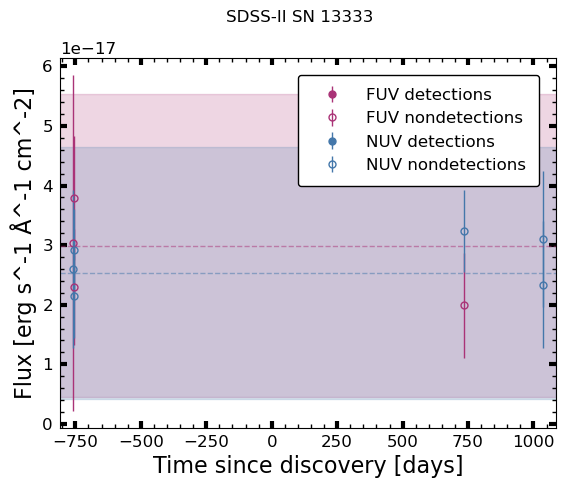 SDSS-II SN 13333
1e−17
FUV detections
FUV nondetections
NUV detections
NUV nondetections
6
5
4
3
2
1
0
Flux [erg s^-1 Å^-1 cm^-2]
−750 −500 −250 0 250 500 750 1000
Time since discovery [days]